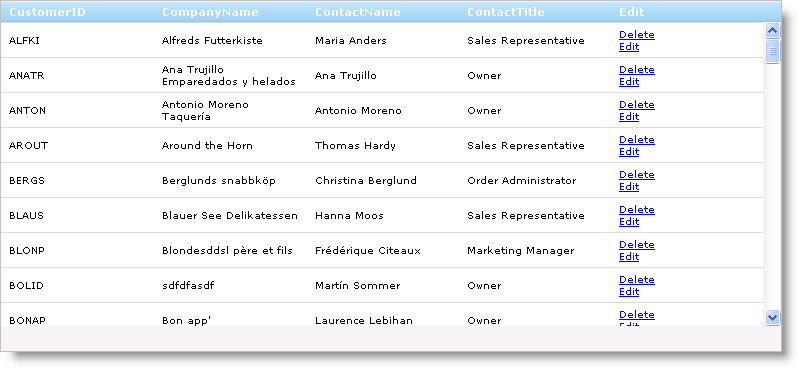 CustomerID CompanyName ContactName ContactTitle Edit
ALFKI Alfreds Futterkiste Maria Anders Sales Representative Delete
Edit
ANATR Ana Trujillo Emparedados y helados Ana Trujillo Owner Delete
Edit
ANTON Antonio Moreno Taquería Antonio Moreno Owner Delete
Edit
AROUT Around the Horn Thomas Hardy Sales Representative Delete
Edit
BERGS Berglunds snabbköp Christina Berglund Order Administrator Delete
Edit
BLAUS Blauer See Delikatessen Hanna Moos Sales Representative Delete
Edit
BLONP Blondesddsl père et fils Frédérique Citeaux Marketing Manager Delete
Edit
BOLID sdfdfasdf Martín Sommer Owner Delete
Edit
BONAP Bon app' Laurence Lebihan Owner Delete
Edit